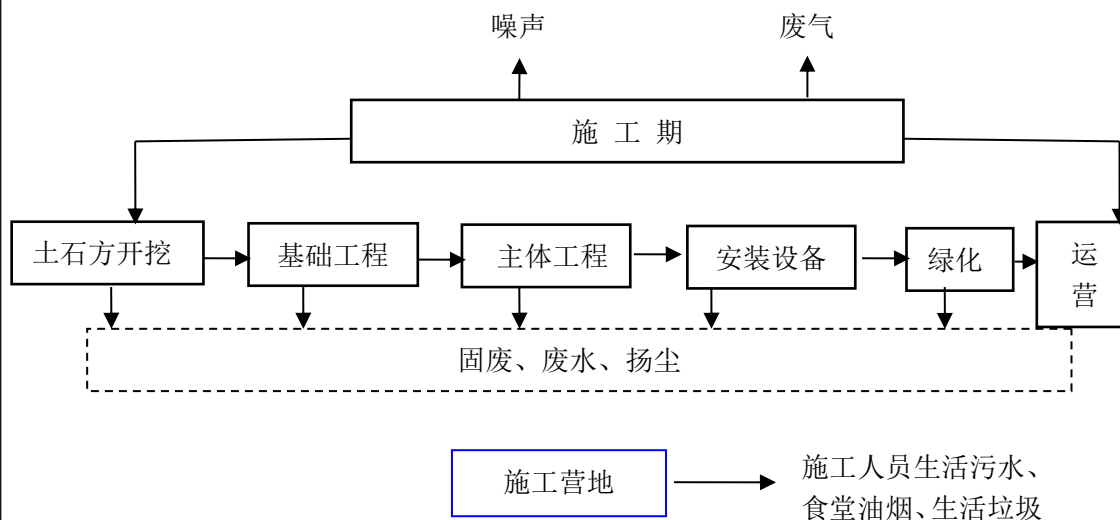 噪声
废气
施 工 期
土石方开挖
基础工程
主体工程
安装设备
绿化
运
营
固废、废水、扬尘
施工营地
施工人员生活污水、
食堂油烟、生活垃圾